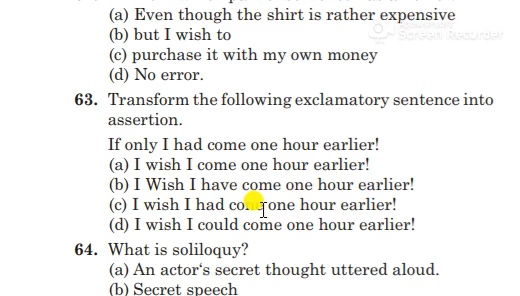 (a) Even though the shirt is rather expensive
(b) but I wish to
(c) purchase it with my own money
(d) No error.
Screen Recorder
63. Transform the following exclamatory sentence into
assertion.
If only I had come one hour earlier!
(a) I wish I come one hour earlier!
(b) I Wish I have come one hour earlier!
(c) I wish I had come one hour earlier!
(d) I wish I could come one hour earlier!
64. What is soliloquy?
(a) An actor‘s secret thought uttered aloud.
(b) Secret speech